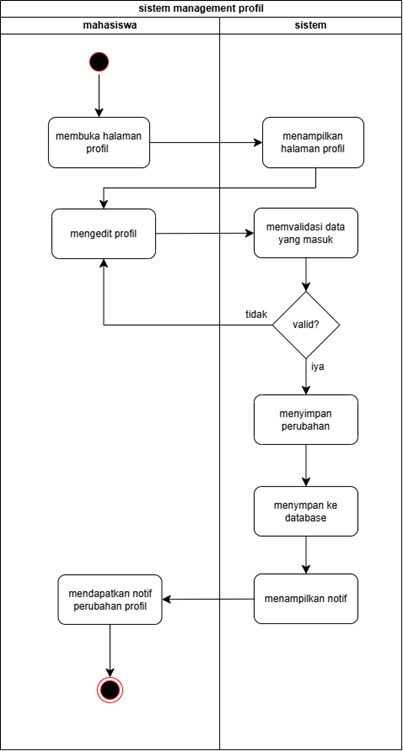 sistem management profil
mahasiswa
sistem
membuka halaman
profil
menampilkan
halaman profil
mengedit profil
memvalidasi data
yang masuk
tidak
valid?
iya
menyimpan
perubahan
menympan ke
database
menampilkan notif
mendapatkan notif
perubahan profil